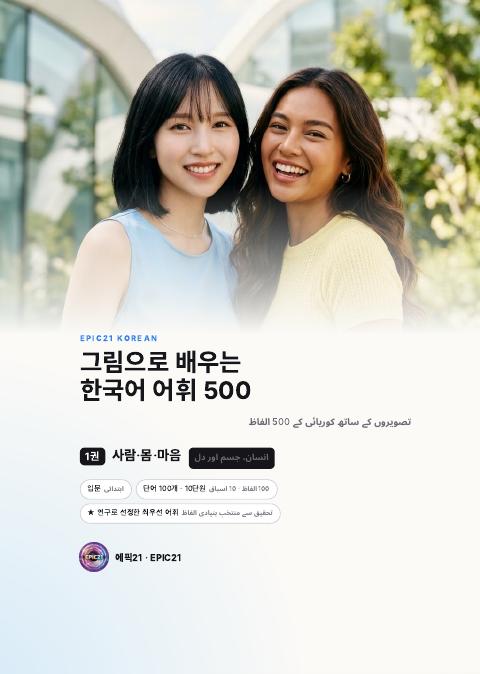 EPIC21 KOREAN
그림으로 배우는
한국어 어휘 500
تصویروں کے ساتھ کوریائی کے 500 الفاظ
1권 사람·몸·마음 انسان، جسم اور دل
입문 ابتدائی 단어 100개 · 10단원 100 الفاظ · 10 اسباق
★ 연구로 선정한 최우선 어휘 تحقیق سے منتخب بنیادی الفاظ
EPIC21
에픽21 · EPIC21